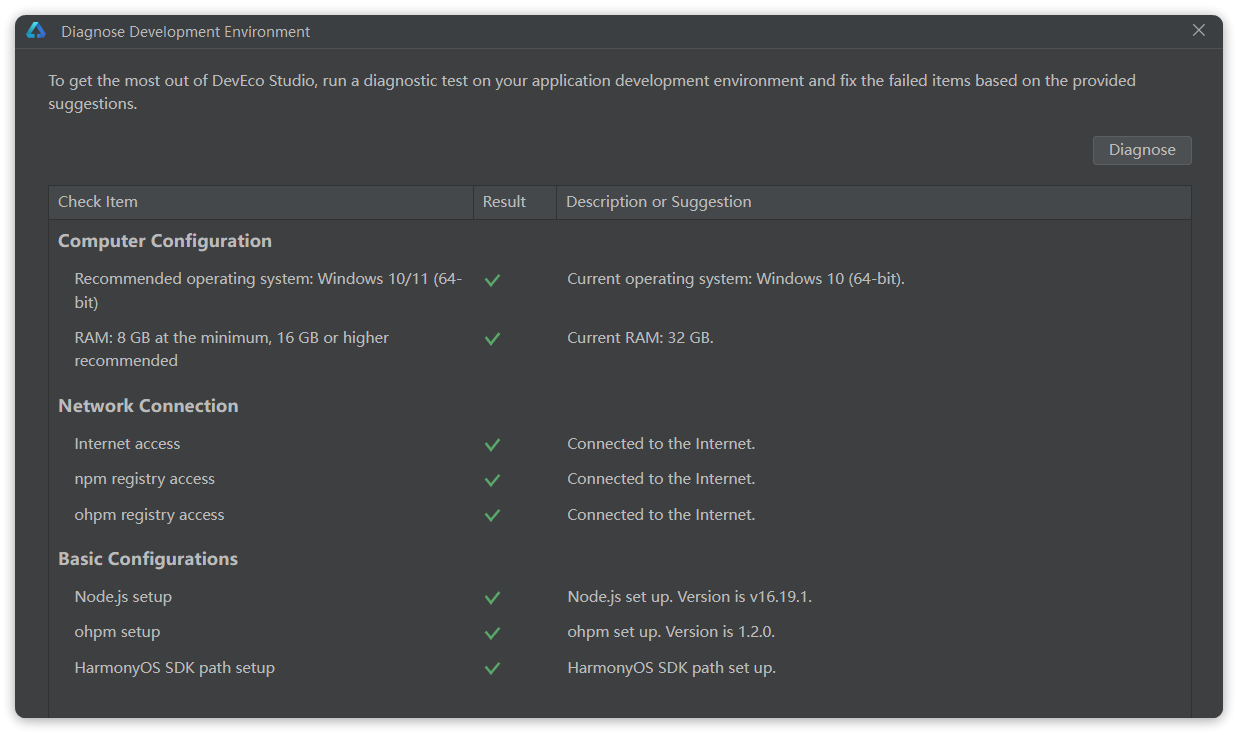 Diagnose Development Environment
To get the most out of DevEco Studio, run a diagnostic test on your application development environment and fix the failed items based on the provided
suggestions.
Diagnose
Check Item Result Description or Suggestion
Computer Configuration
Recommended operating system: Windows 10/11 (64-
bit)
Current operating system: Windows 10 (64-bit).
RAM: 8 GB at the minimum, 16 GB or higher
recommended
Current RAM: 32 GB.
Network Connection
Internet access Connected to the Internet.
npm registry access Connected to the Internet.
ohpm registry access Connected to the Internet.
Basic Configurations
Node.js setup Node.js set up. Version is v16.19.1.
ohpm setup ohpm set up. Version is 1.2.0.
HarmonyOS SDK path setup HarmonyOS SDK path set up.